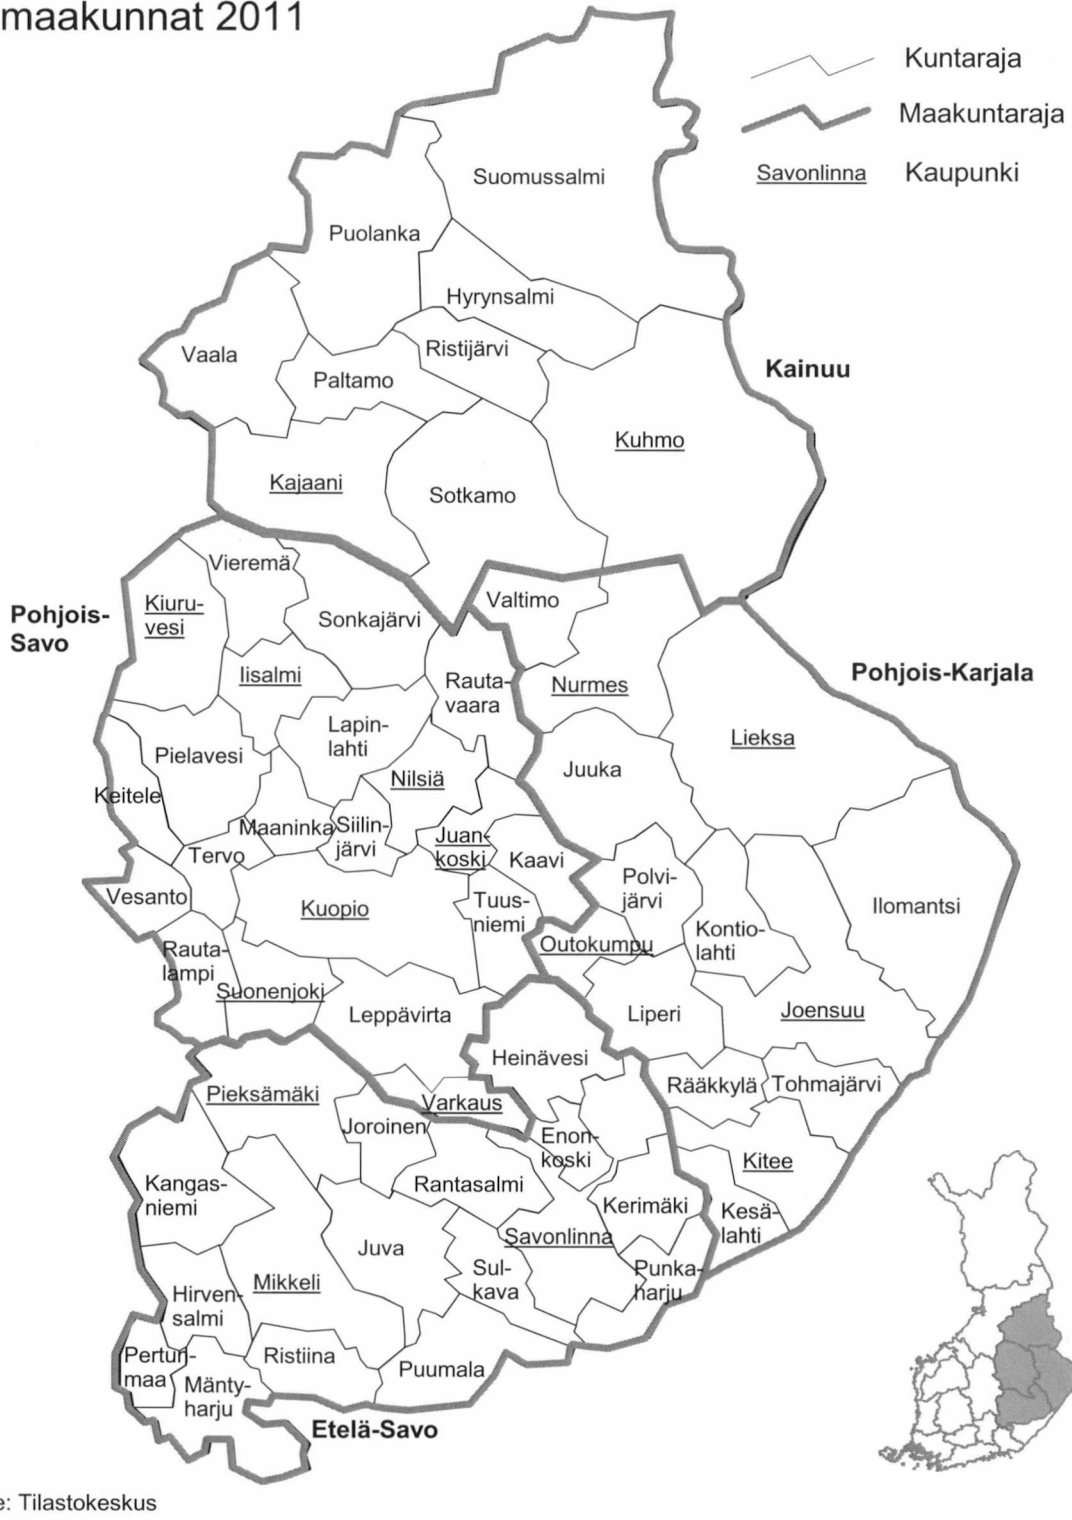 maakunnat 2011
Kuntaraja
Maakuntaraja
Savonlinna Kaupunki
Suomussalmi
Puolanka
Hyrynsalmi
Vaala
Ristijärvi
Paltamo
Kainuu
Kuhmo
Kajaani
Sotkamo
Vieremä
Pohjois-
Savo
Kiuru-
vesi
Sonkajärvi
Valtimo
Iisalmi
Rauta-
vaara
Nurmes
Pohjois-Karjala
Lapin-
lahti
Lieksa
Pielavesi
Nilsiä
Juuka
Keitele
Maaninka
Siilin-
järvi
Juan-
koski
Kaavi
Tervo
Vesanto
Kuopio
Tuus-
niemi
Polvi-
järvi
Ilomantsi
Kontio-
lahti
Outokumpu
Rauta-
lampi
Suonenjoki
Leppävirta
Liperi
Joensuu
Heinävesi
Rääkkylä
Tohmajärvi
Pieksämäki
Varkaus
Joroinen
Enon-
koski
Kitee
Kangas-
niemi
Rantasalmi
Kerimäki
Kesä-
lahti
Juva
Savonlinna
Sul-
kava
Punka-
harju
Mikkeli
Hirven-
salmi
Pertun-
maa
Mänty-
harju
Ristiina
Puumala
Etelä-Savo
e: Tilastokeskus